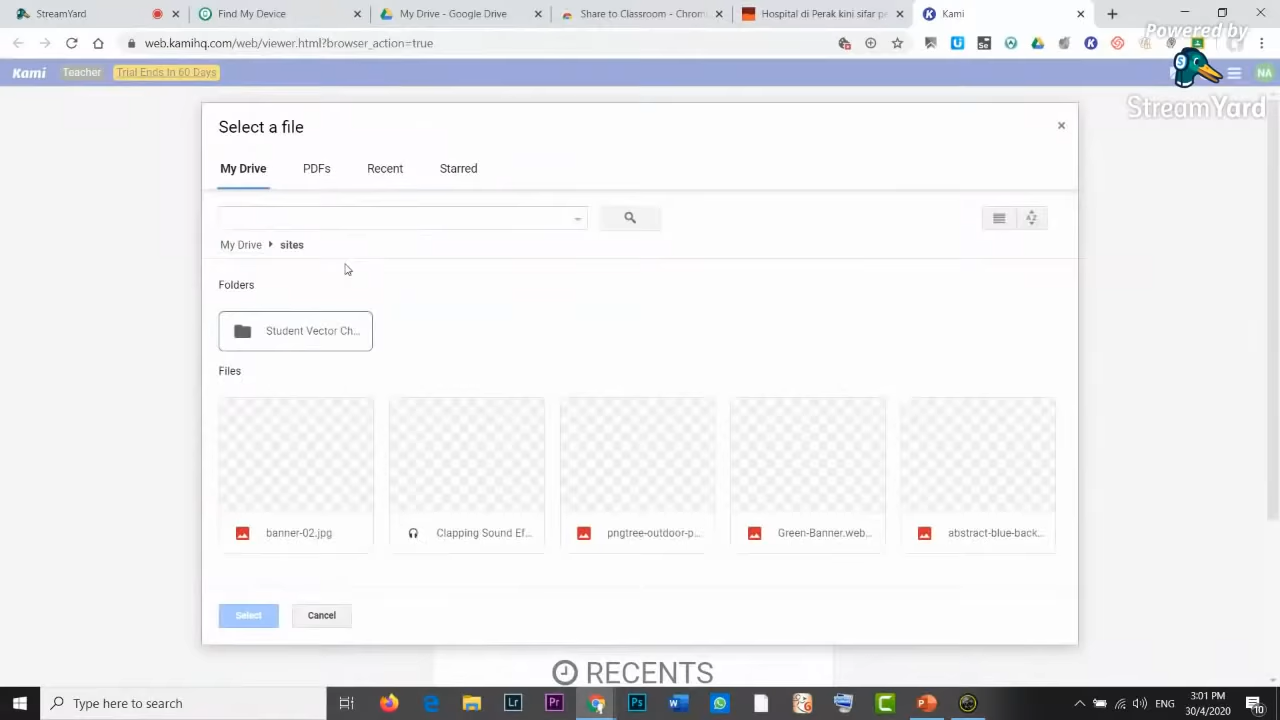 StreamYard
Find My Device
My Drive - Google Drive
Share to Classroom - Chrom
Hospital di Perak kini sifar pe
Kami
web.kamihq.com/web/viewer.html?browser_action=true
Powered by
StreamYard
Kami
Teacher
Trial Ends In 60 Days
NA
Select a file
My Drive
PDFs
Recent
Starred
My Drive
sites
Folders
Student Vector Ch...
Files
banner-02.jpg
Clapping Sound Ef...
pngtree-outdoor-p...
Green-Banner.web...
abstract-blue-back...
Select
Cancel
RECENTS
Type here to search
ENG
3:01 PM
30/4/2020